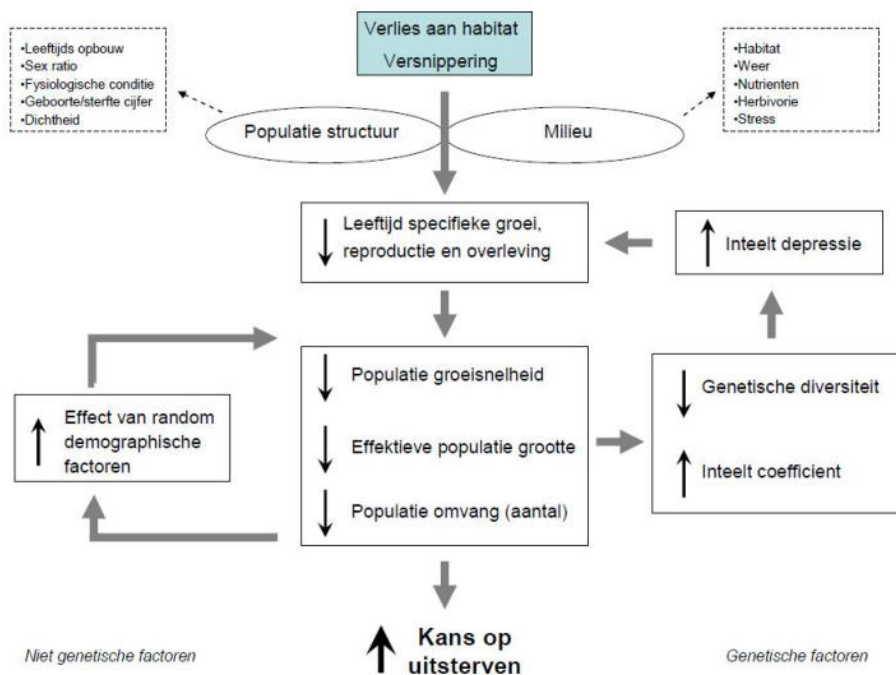 Verlies aan habitat
Versnippering
•Leeftijds opbouw
•Sex ratio
•Fysiologische conditie
•Geboorte/sterfte cijfer
•Dichtheid
•Habitat
•Weer
•Nutrienten
•Herbivorie
•Stress
Populatie structuur
Milieu
Leeftijd specifieke groei,
reproductie en overleving
Inteelt depressie
Populatie groeisnelheid
Effektieve populatie grootte
Populatie omvang (aantal)
Genetische diversiteit
Inteelt coefficient
Effect van random
demographische
factoren
Kans op
uitsterven
Niet genetische factoren
Genetische factoren